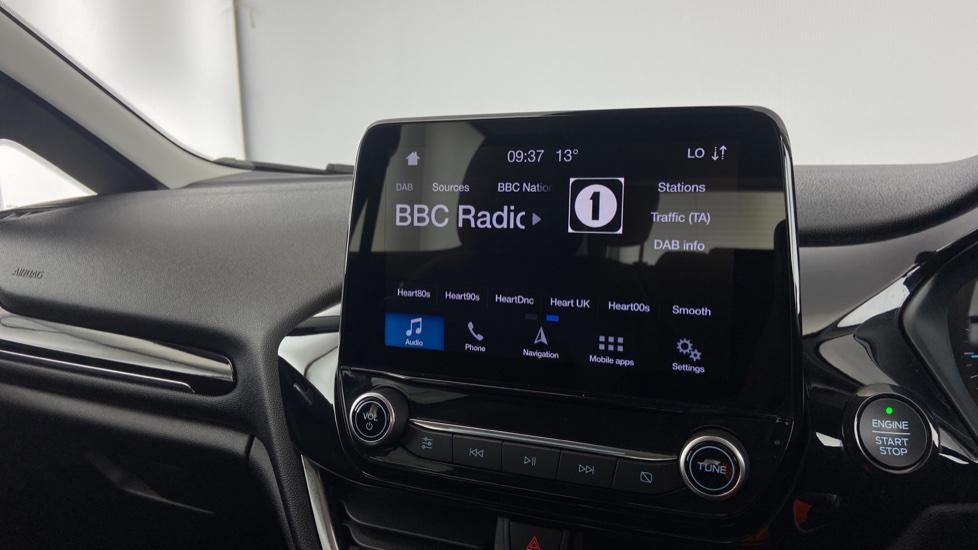 09:37 13° LO
DAB Sources BBC Natio
BBC Radio
1
Stations
Traffic (TA)
DAB info
Heart80s Heart90s HeartDnc Heart UK Heart00s Smooth
Audio Phone Navigation Mobile apps Settings
AIRBAG
VOL
TUNE
ENGINE
START
STOP